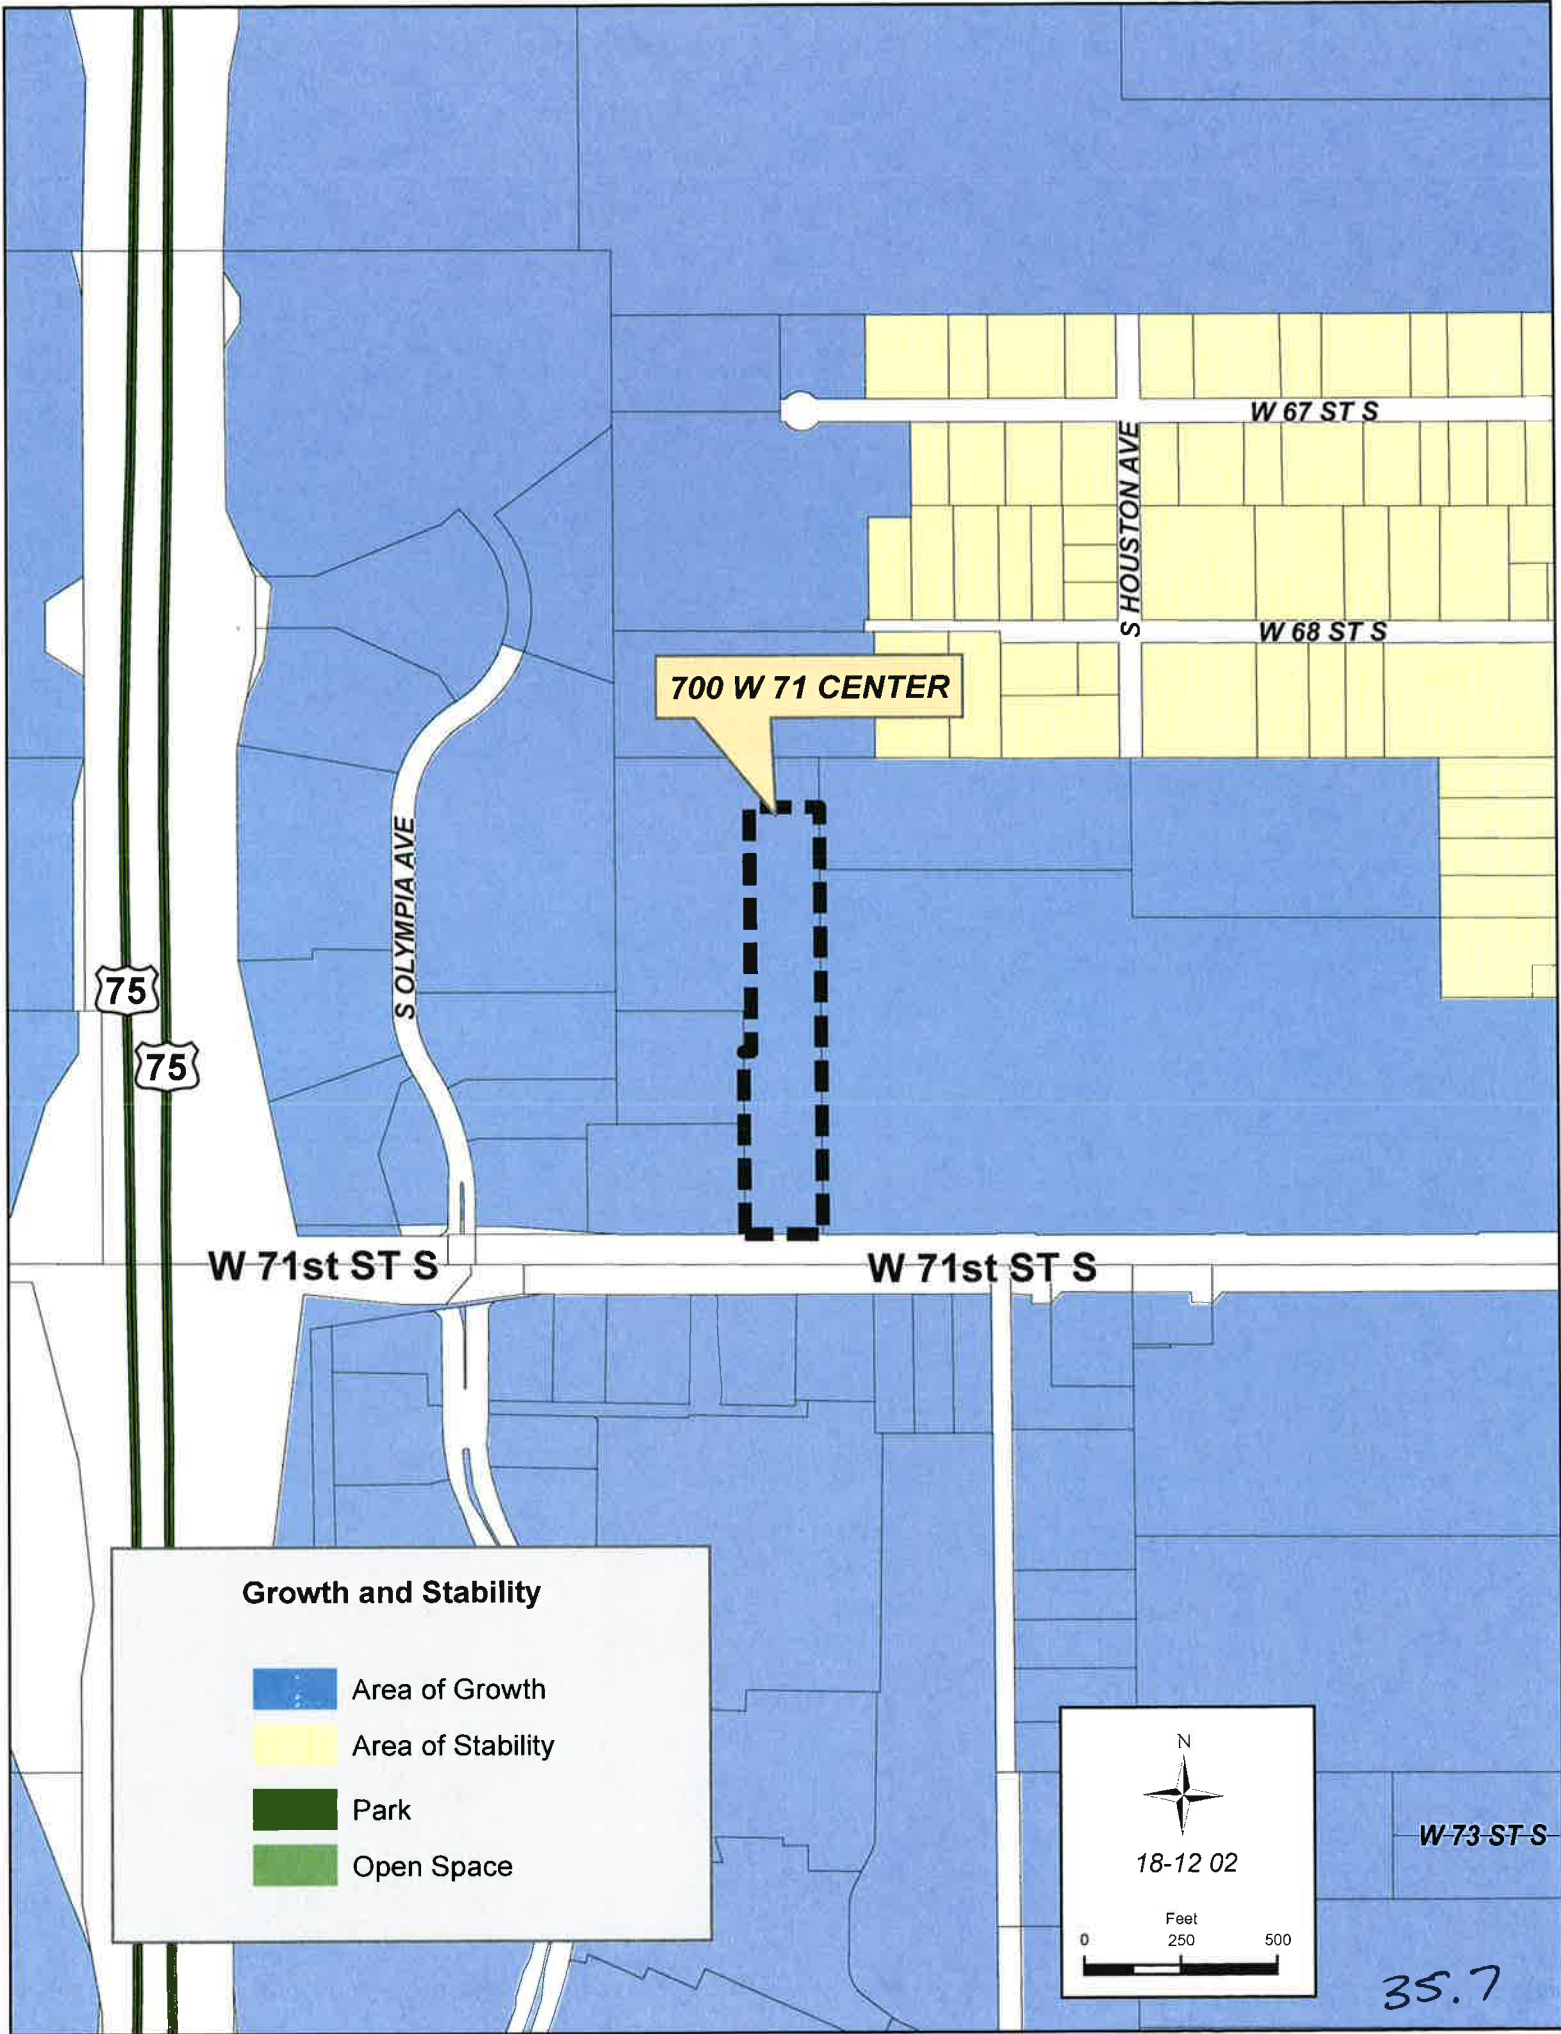 W 67 ST S
S HOUSTON AVE
W 68 ST S
700 W 71 CENTER
S OLYMPIA AVE
75
75
W 71st ST S
W 71st ST S
Growth and Stability
Area of Growth
Area of Stability
Park
Open Space
N
18-12 02
Feet
0 250 500
W 73 ST S
35.7